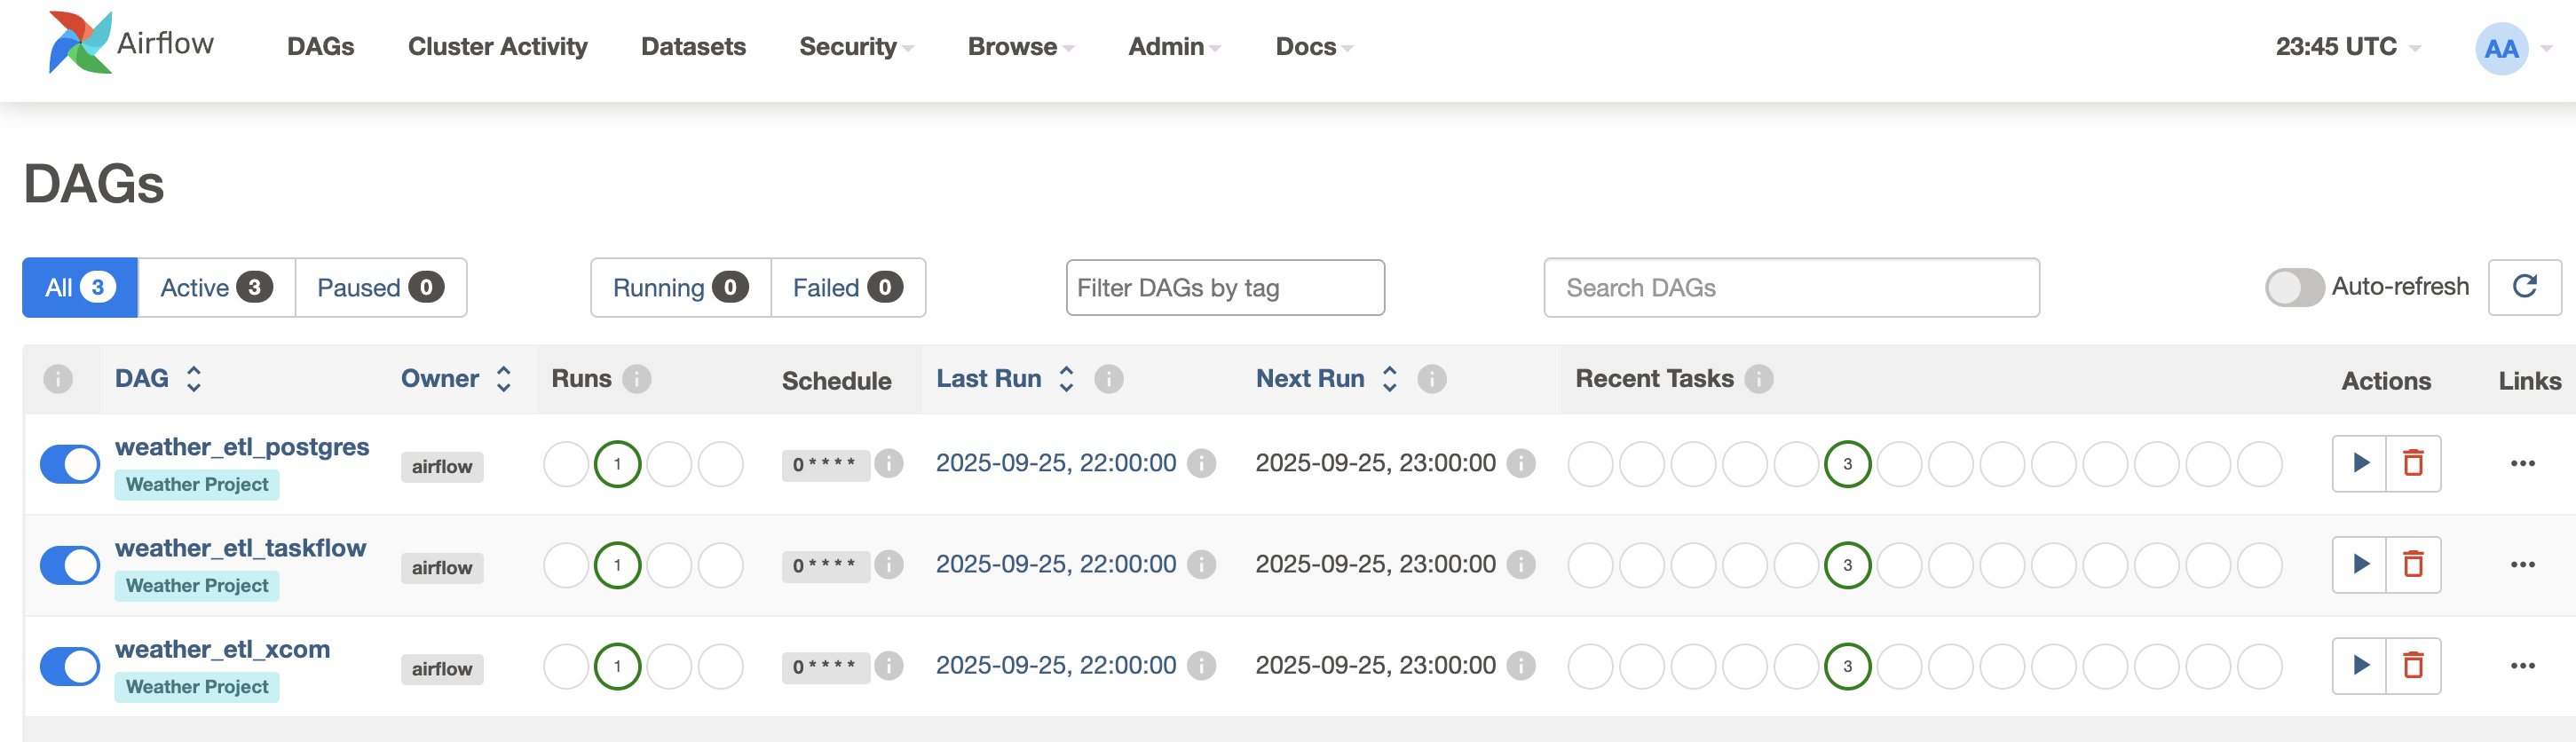 Airflow DAGs Cluster Activity Datasets Security Browse Admin Docs 23:45 UTC AA
DAGs
All 3 Active 3 Paused 0 Running 0 Failed 0 Filter DAGs by tag Search DAGs Auto-refresh
i DAG Owner Runs i Schedule Last Run i Next Run i Recent Tasks i Actions Links
weather_etl_postgres airflow 1 0 * * * * i 2025-09-25, 22:00:00 i 2025-09-25, 23:00:00 i 3 ...
Weather Project
weather_etl_taskflow airflow 1 0 * * * * i 2025-09-25, 22:00:00 i 2025-09-25, 23:00:00 i 3 ...
Weather Project
weather_etl_xcom airflow 1 0 * * * * i 2025-09-25, 22:00:00 i 2025-09-25, 23:00:00 i 3 ...
Weather Project